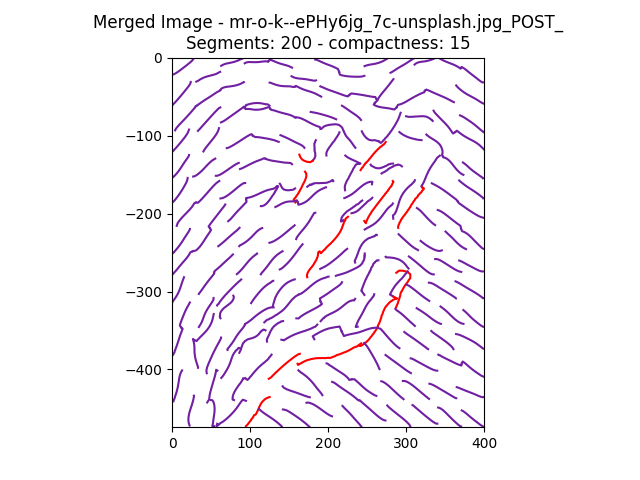 Merged Image - mr-o-k--ePHy6jg_7c-unsplash.jpg_POST_
Segments: 200 - compactness: 15
0
−100
−200
−300
−400
0 100 200 300 400